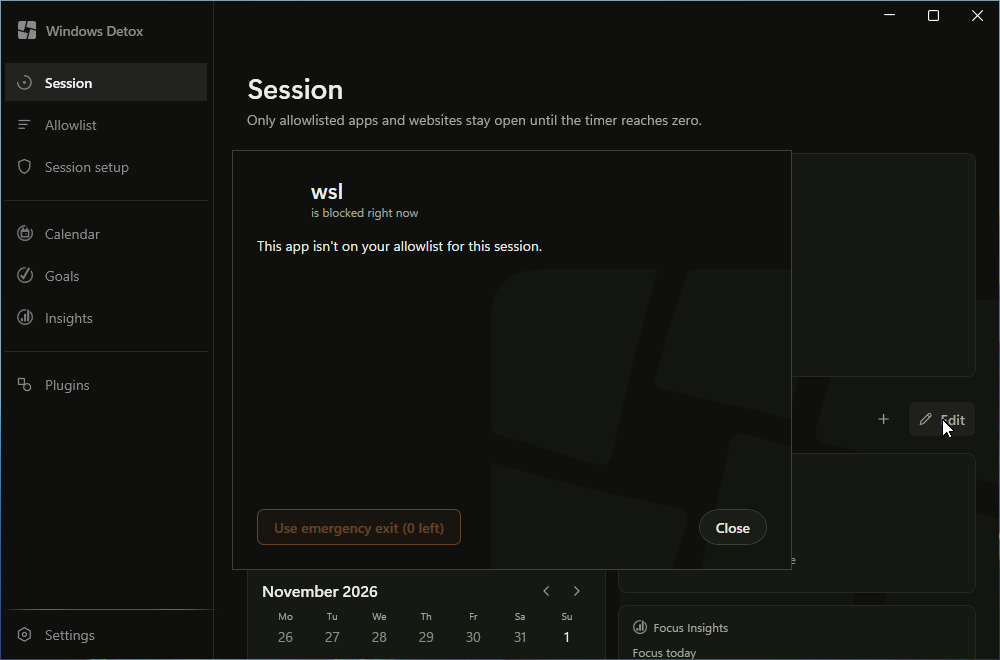 Windows Detox
Session
Allowlist
Session setup
Calendar
Goals
Insights
Plugins
Settings
Session
Only allowlisted apps and websites stay open until the timer reaches zero.
wsl
is blocked right now
This app isn't on your allowlist for this session.
Use emergency exit (0 left)
Close
Edit
November 2026
Mo Tu We Th Fr Sa Su
26 27 28 29 30 31 1
Focus Insights
Focus today